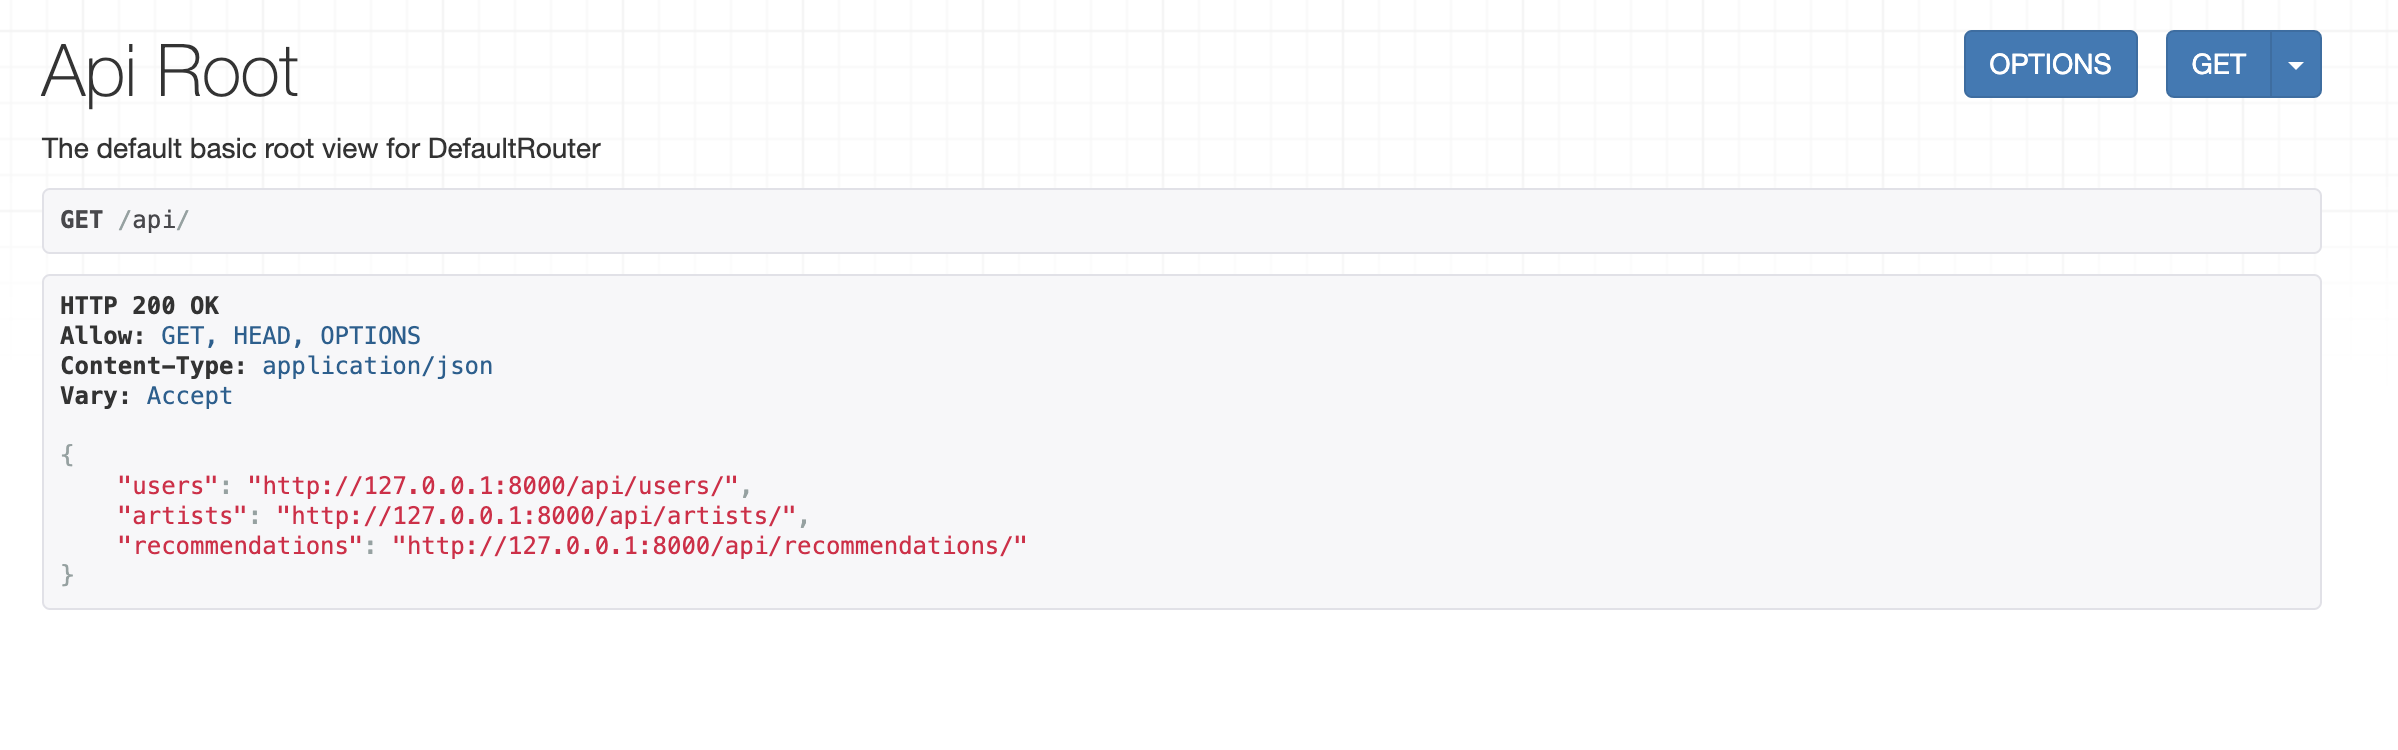 Api Root
OPTIONS
GET
The default basic root view for DefaultRouter
GET /api/
HTTP 200 OK
Allow: GET, HEAD, OPTIONS
Content-Type: application/json
Vary: Accept
{
    "users": "http://127.0.0.1:8000/api/users/",
    "artists": "http://127.0.0.1:8000/api/artists/",
    "recommendations": "http://127.0.0.1:8000/api/recommendations/"
}